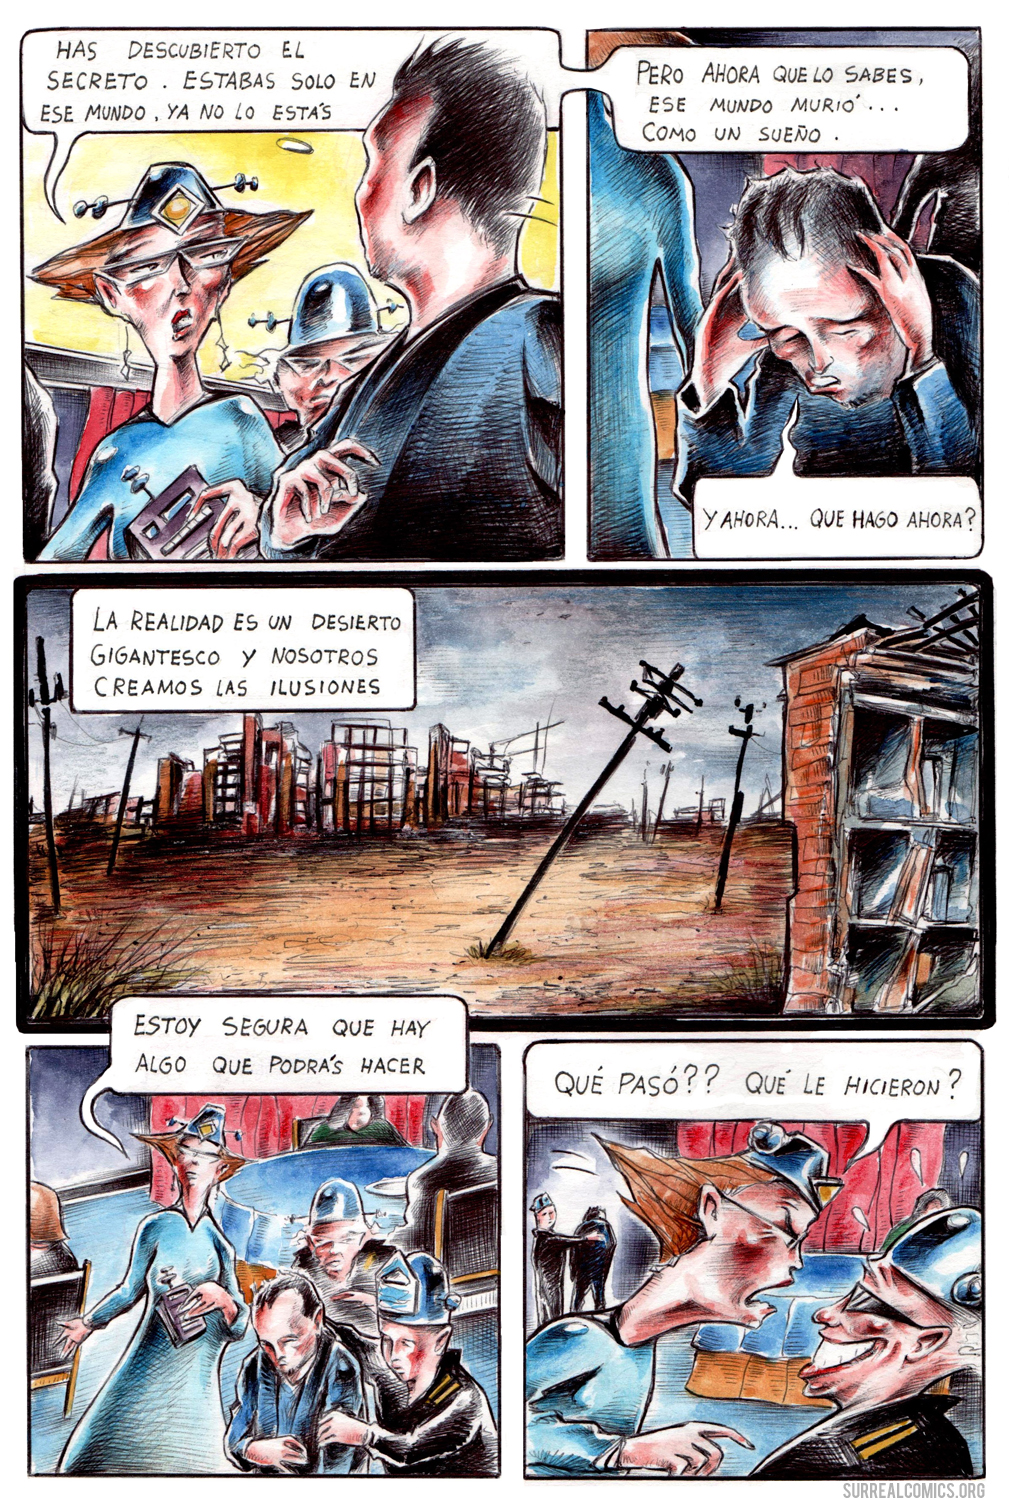 HAS DESCUBIERTO EL
SECRETO. ESTABAS SOLO EN
ESE MUNDO, YA NO LO ESTÁS
PERO AHORA QUE LO SABES,
ESE MUNDO MURIÓ...
COMO UN SUEÑO.
Y AHORA... QUE HAGO AHORA?
LA REALIDAD ES UN DESIERTO
GIGANTESCO Y NOSOTROS
CREAMOS LAS ILUSIONES
ESTOY SEGURA QUE HAY
ALGO QUE PODRÁS HACER
QUÉ PASÓ?? QUÉ LE HICIERON?
SURREALCOMICS.ORG